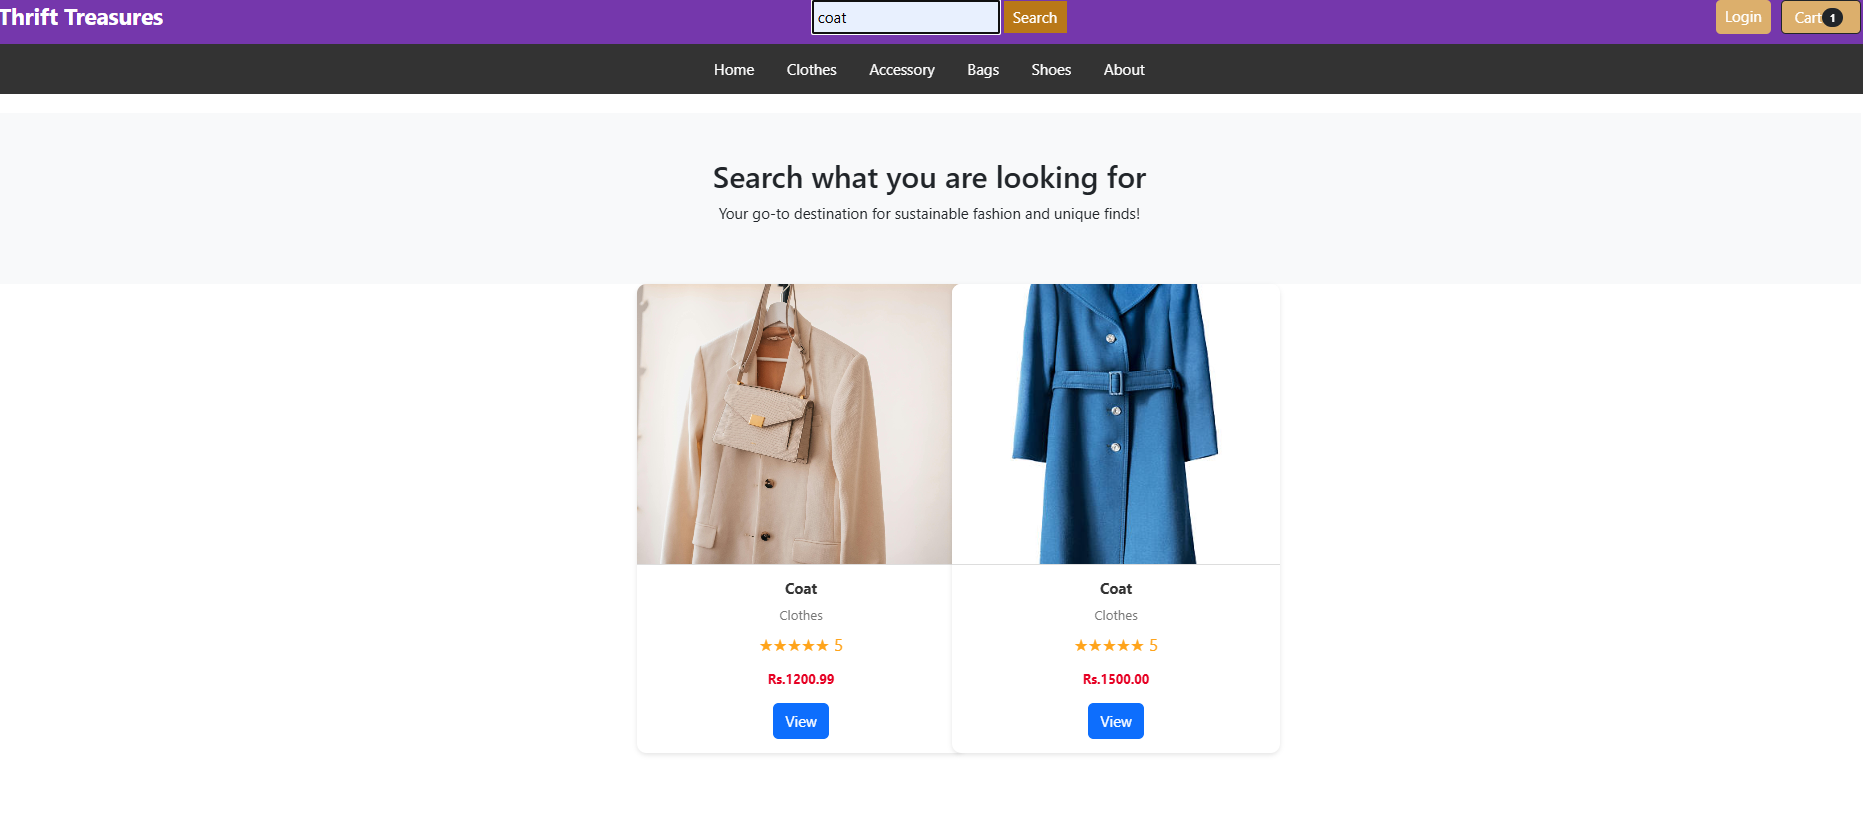 Thrift Treasures
coat
Search
Login
Cart 1
Home Clothes Accessory Bags Shoes About
Search what you are looking for
Your go-to destination for sustainable fashion and unique finds!
Coat
Clothes
★★★★★ 5
Rs.1200.99
View
Coat
Clothes
★★★★★ 5
Rs.1500.00
View